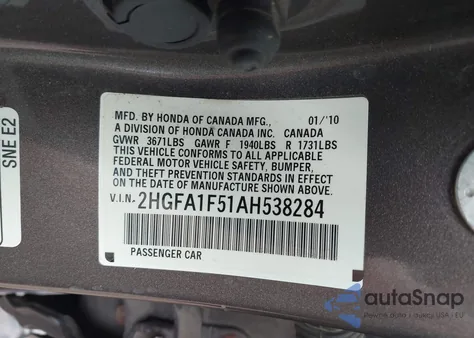 SNE E2
MFD. BY HONDA OF CANADA MFG., 01/'10
A DIVISION OF HONDA CANADA INC. CANADA
GVWR 3671LBS GAWR F 1940LBS R 1731LBS
THIS VEHICLE CONFORMS TO ALL APPLICABLE
FEDERAL MOTOR VEHICLE SAFETY, BUMPER,
AND THEFT PREVENTION STANDARDS IN EFFECT
ON THE DATE OF MANUFACTURE SHOWN ABOVE.
V.I.N.- 2HGFA1F51AH538284
PASSENGER CAR
autoSnap